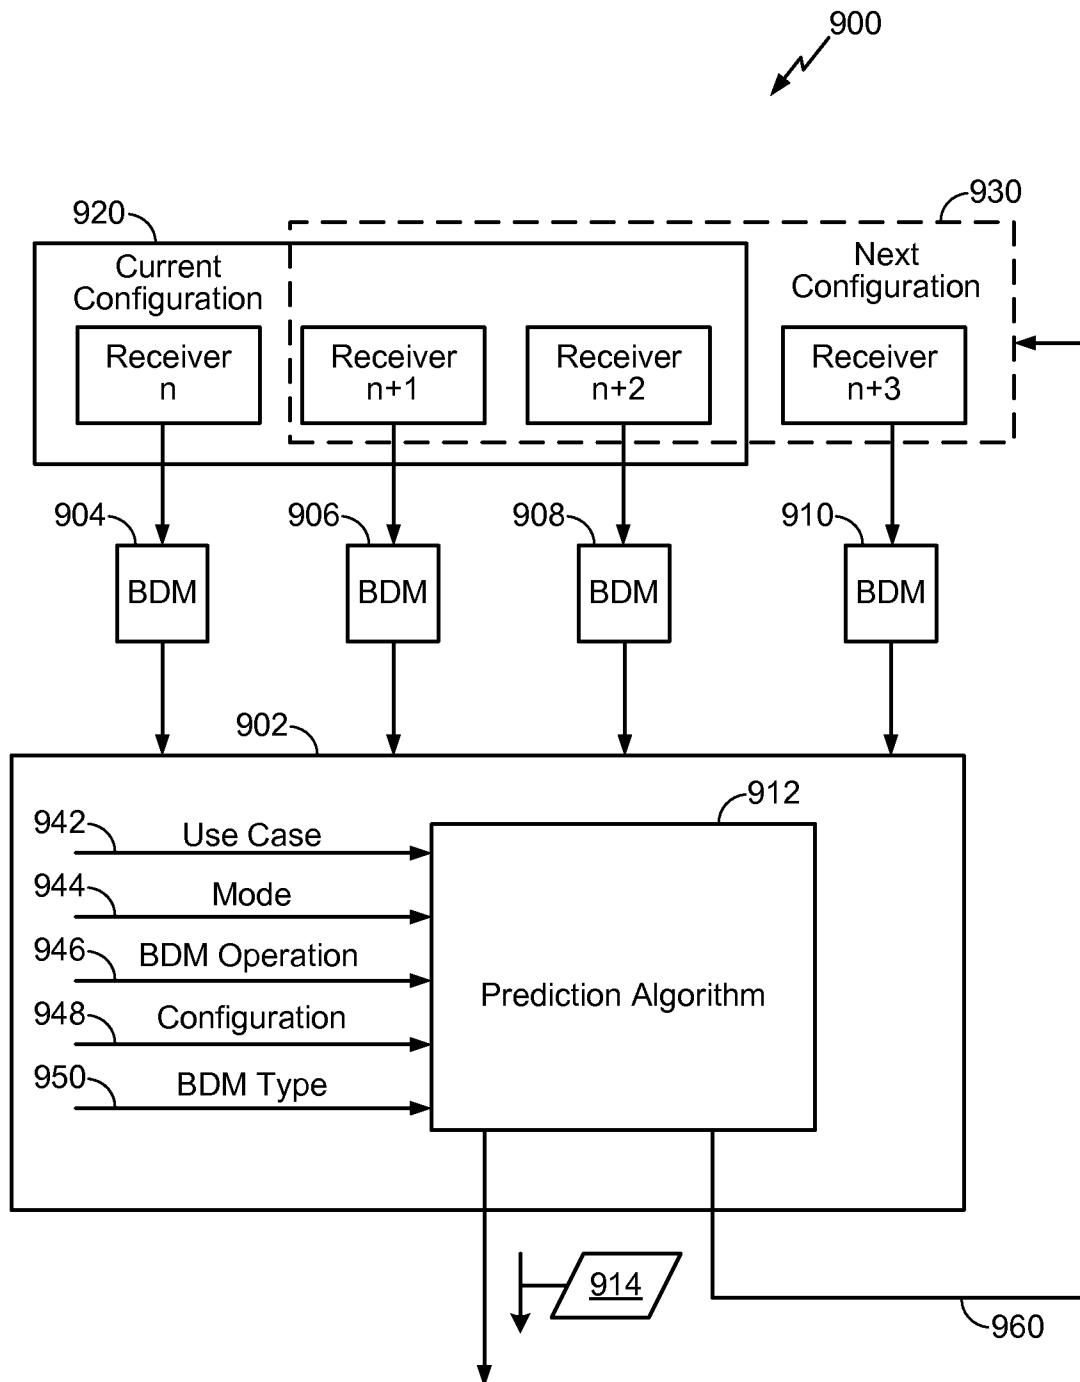 900
930
920
Current
Configuration
Next
Configuration
Receiver
n
Receiver
n+1
Receiver
n+2
Receiver
n+3
904
906
908
910
BDM
BDM
BDM
BDM
902
912
942
Use Case
944
Mode
946
BDM Operation
948
Configuration
950
BDM Type
Prediction Algorithm
914
960